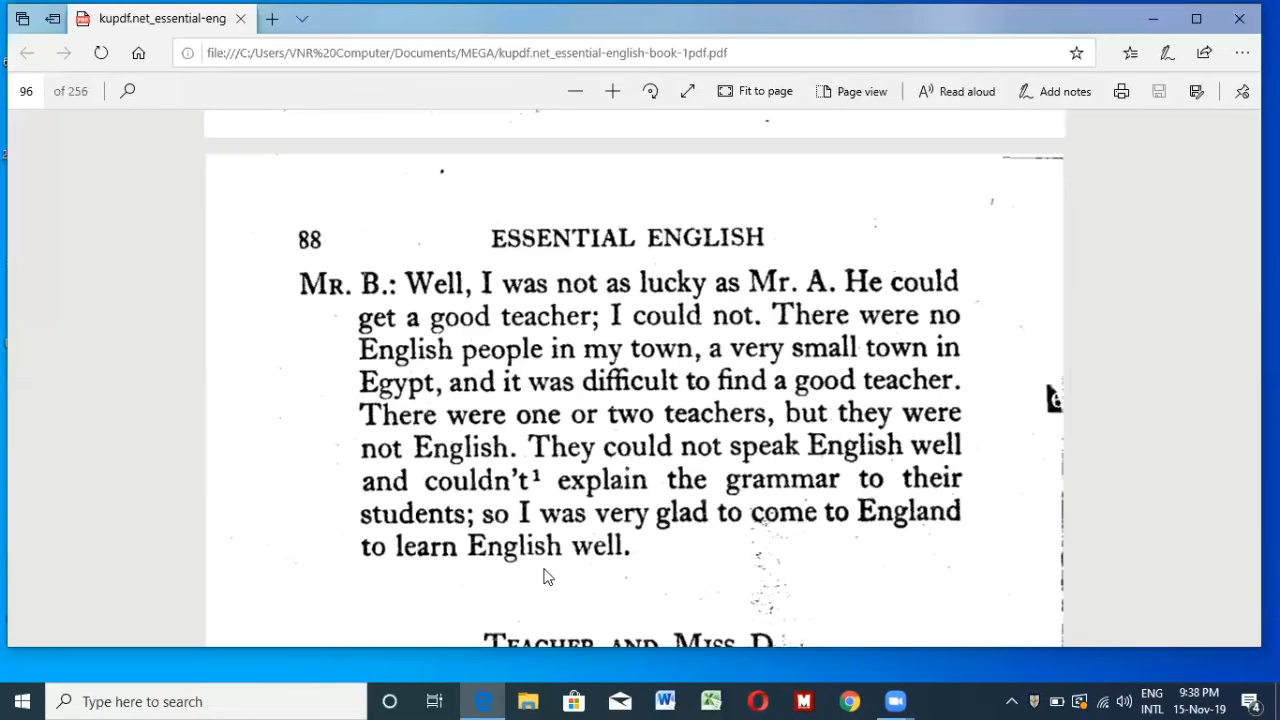 kupdf.net_essential-eng
file:///C:/Users/VNR%20Computer/Documents/MEGA/kupdf.net_essential-english-book-1pdf.pdf
96 of 256
Fit to page
Page view
Read aloud
Add notes
88 ESSENTIAL ENGLISH
MR. B.: Well, I was not as lucky as Mr. A. He could
get a good teacher; I could not. There were no
English people in my town, a very small town in
Egypt, and it was difficult to find a good teacher.
There were one or two teachers, but they were
not English. They could not speak English well
and couldn't¹ explain the grammar to their
students; so I was very glad to come to England
to learn English well.
TEACHER AND MISS D.
Type here to search
ENG
INTL
9:38 PM
15-Nov-19
4